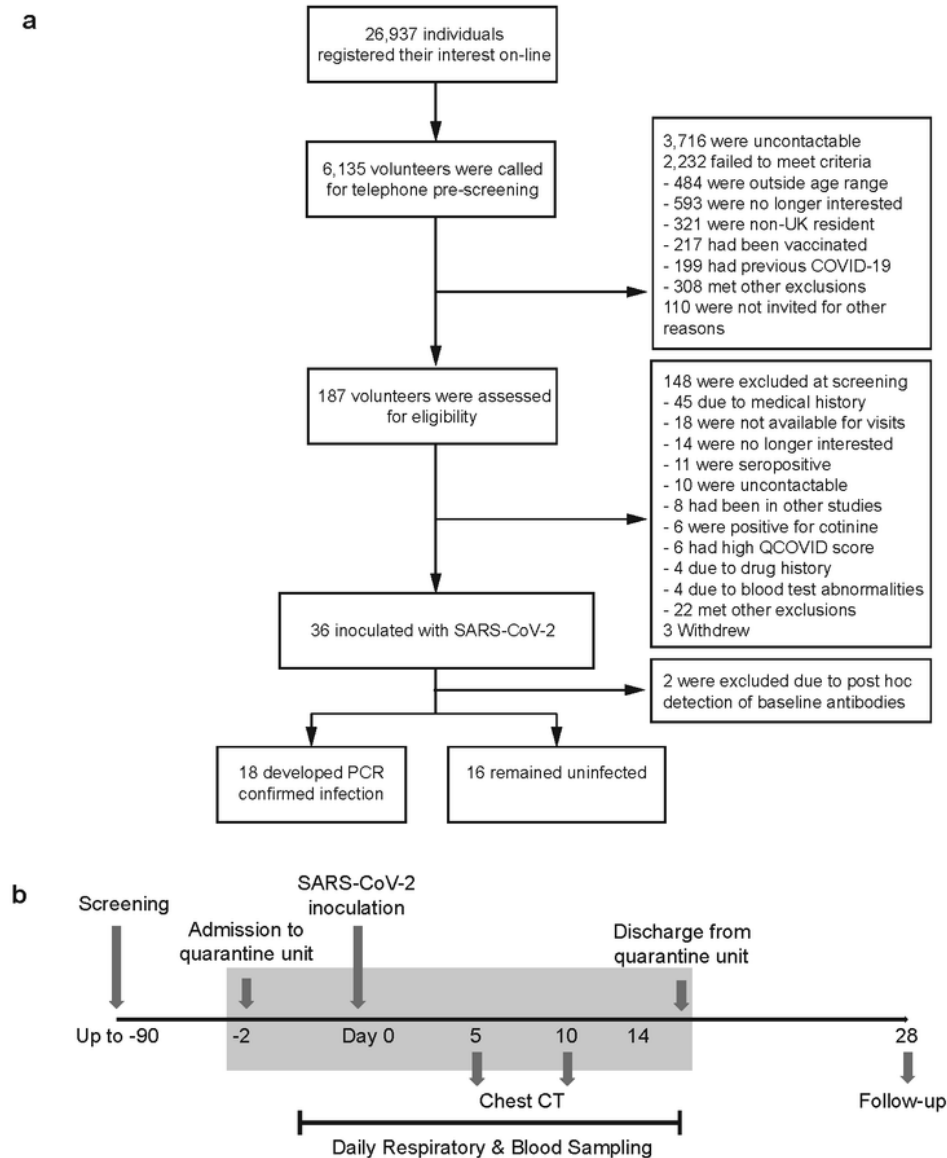 a
26,937 individuals
registered their interest on-line
6,135 volunteers were called
for telephone pre-screening
3,716 were uncontactable
2,232 failed to meet criteria
- 484 were outside age range
- 593 were no longer interested
- 321 were non-UK resident
- 217 had been vaccinated
- 199 had previous COVID-19
- 308 met other exclusions
110 were not invited for other
reasons
187 volunteers were assessed
for eligibility
148 were excluded at screening
- 45 due to medical history
- 18 were not available for visits
- 14 were no longer interested
- 11 were seropositive
- 10 were uncontactable
- 8 had been in other studies
- 6 were positive for cotinine
- 6 had high QCOVID score
- 4 due to drug history
- 4 due to blood test abnormalities
- 22 met other exclusions
3 Withdrew
36 inoculated with SARS-CoV-2
2 were excluded due to post hoc
detection of baseline antibodies
18 developed PCR
confirmed infection
16 remained uninfected
b
Screening
Admission to
quarantine unit
SARS-CoV-2
inoculation
Discharge from
quarantine unit
Up to -90 -2 Day 0 5 10 14 28
Chest CT
Follow-up
Daily Respiratory & Blood Sampling